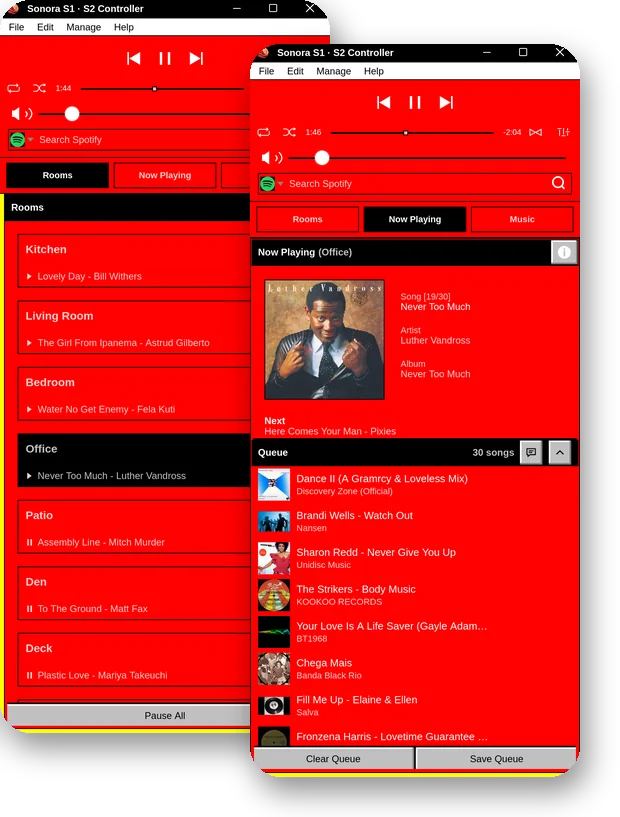 Sonora S1 · S2 Controller
File Edit Manage Help
1:44
Search Spotify
Rooms
Now Playing
Rooms
Kitchen
Lovely Day - Bill Withers
Living Room
The Girl From Ipanema - Astrud Gilberto
Bedroom
Water No Get Enemy - Fela Kuti
Office
Never Too Much - Luther Vandross
Patio
Assembly Line - Mitch Murder
Den
To The Ground - Matt Fax
Deck
Plastic Love - Mariya Takeuchi
Pause All
Sonora S1 · S2 Controller
File Edit Manage Help
1:46
-2:04
Search Spotify
Rooms
Now Playing
Music
Now Playing (Office)
Luther Vandross
Song [19/30]
Never Too Much
Artist
Luther Vandross
Album
Never Too Much
Next
Here Comes Your Man - Pixies
Queue
30 songs
Dance II (A Gramrcy & Loveless Mix)
Discovery Zone (Official)
Brandi Wells - Watch Out
Nansen
Sharon Redd - Never Give You Up
Unidisc Music
The Strikers - Body Music
KOOKOO RECORDS
Your Love Is A Life Saver (Gayle Adam…
BT1968
Chega Mais
Banda Black Rio
Fill Me Up - Elaine & Ellen
Salva
Fronzena Harris - Lovetime Guarantee …
Clear Queue
Save Queue